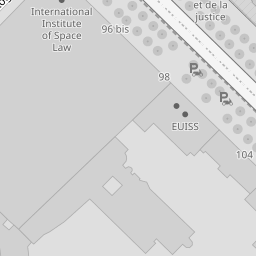 et de la
justice
International
Institute
of Space
Law
96 bis
98
P
P
EUISS
104